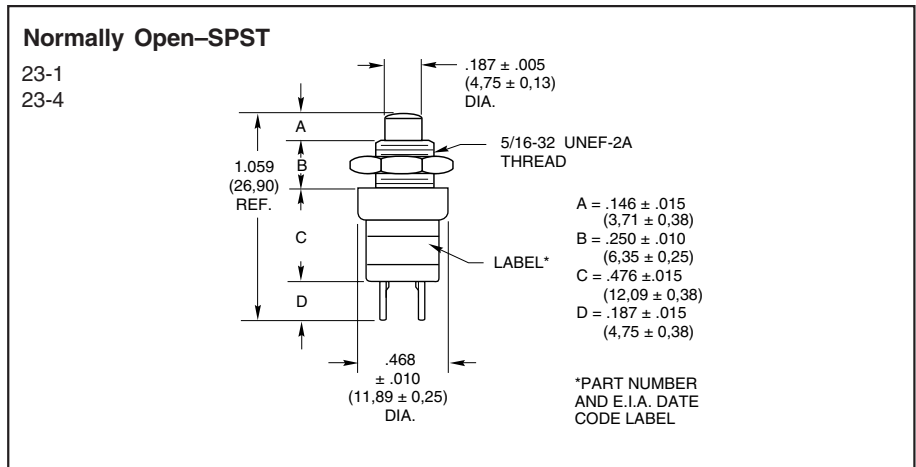 Normally Open–SPST
23-1
23-4
.187 ± .005
(4,75 ± 0,13)
DIA.
A
5/16-32 UNEF-2A
THREAD
1.059
(26,90)
REF.
B
C
D
LABEL*
A = .146 ± .015
(3,71 ± 0,38)
B = .250 ± .010
(6,35 ± 0,25)
C = .476 ±.015
(12,09 ± 0,38)
D = .187 ± .015
(4,75 ± 0,38)
.468
± .010
(11,89 ± 0,25)
DIA.
*PART NUMBER
AND E.I.A. DATE
CODE LABEL